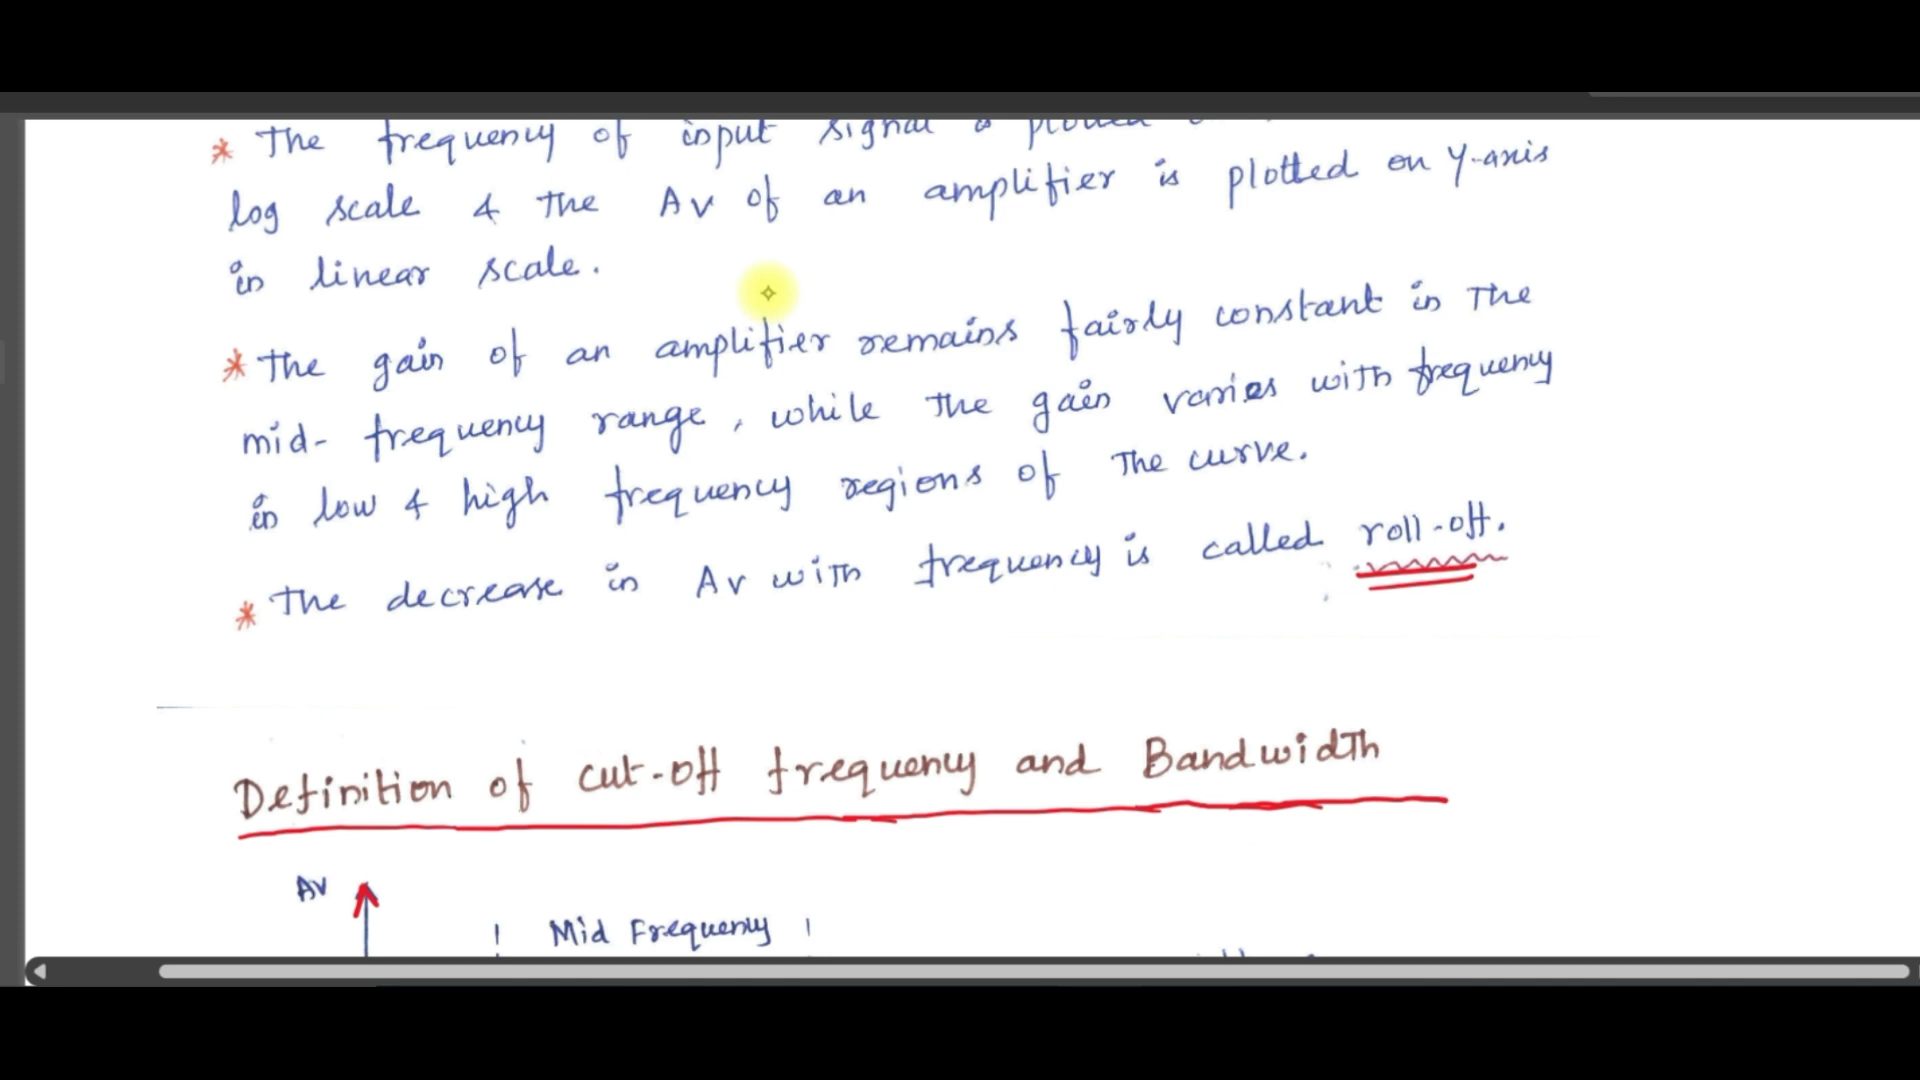 * The frequency of input signal is plotted
log scale & the Av of an amplifier is plotted on Y-axis
in linear scale.
* The gain of an amplifier remains fairly constant in the
mid-frequency range, while the gain varies with frequency
in low & high frequency regions of the curve.
* The decrease in Av with frequency is called roll-off.
Definition of cut-off frequency and Bandwidth
Av
Mid Frequency